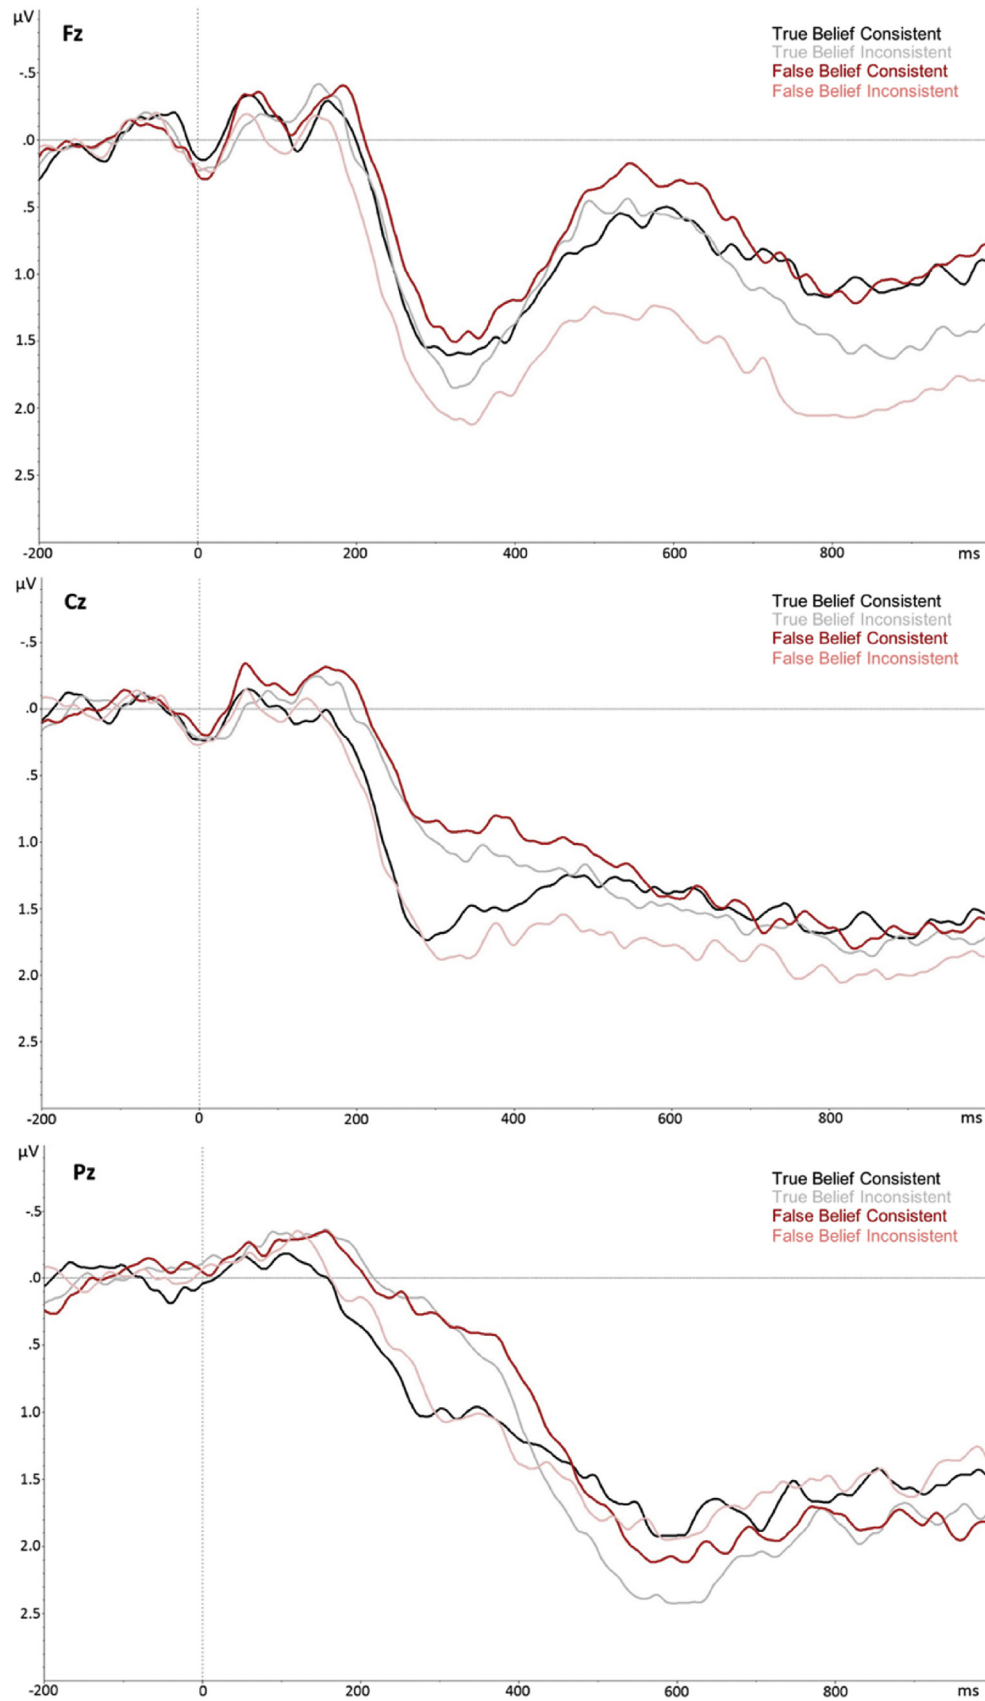 µV
Fz
True Belief Consistent
True Belief Inconsistent
False Belief Consistent
False Belief Inconsistent
-.5
.0
.5
1.0
1.5
2.0
2.5
-200 0 200 400 600 800 ms
µV
Cz
True Belief Consistent
True Belief Inconsistent
False Belief Consistent
False Belief Inconsistent
-.5
.0
.5
1.0
1.5
2.0
2.5
-200 0 200 400 600 800 ms
µV
Pz
True Belief Consistent
True Belief Inconsistent
False Belief Consistent
False Belief Inconsistent
-.5
.0
.5
1.0
1.5
2.0
2.5
-200 0 200 400 600 800 ms